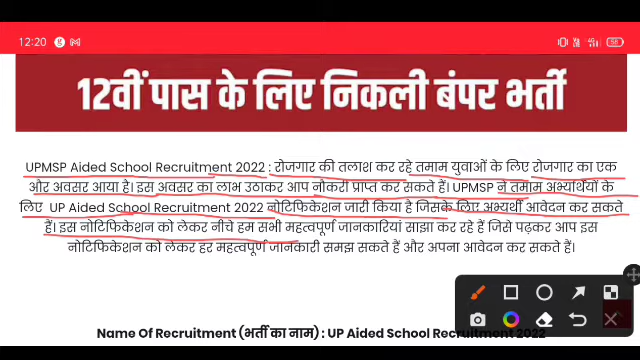 12:20
12वीं पास के लिए निकली बंपर भर्ती
UPMSP Aided School Recruitment 2022 : रोजगार की तलाश कर रहे तमाम युवाओं के लिए रोजगार का एक
और अवसर आया है। इस अवसर का लाभ उठाकर आप नौकरी प्राप्त कर सकते हैं। UPMSP ने तमाम अभ्यार्थियों के
लिए UP Aided School Recruitment 2022 नोटिफिकेशन जारी किया है जिसके लिए अभ्यर्थी आवेदन कर सकते
हैं। इस नोटिफिकेशन को लेकर नीचे हम सभी महत्वपूर्ण जानकारियां साझा कर रहे हैं जिसे पढ़कर आप इस
नोटिफिकेशन को लेकर हर महत्वपूर्ण जानकारी समझ सकते हैं और अपना आवेदन कर सकते हैं।
Name Of Recruitment (भर्ती का नाम) : UP Aided School Recruitment 2022